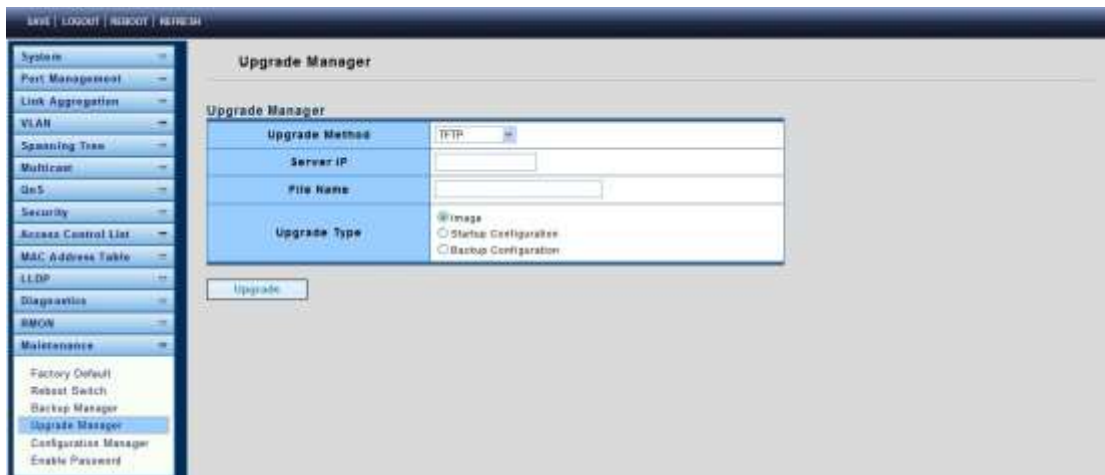 SAVE | LOGOUT | REBOOT | REFRESH
System
Port Management
Link Aggregation
VLAN
Spanning Tree
Multicast
QoS
Security
Access Control List
MAC Address Table
LLDP
Diagnostics
RMON
Maintenance
Factory Default
Reboot Switch
Backup Manager
Upgrade Manager
Configuration Manager
Enable Password
Upgrade Manager
Upgrade Manager
Upgrade Method TFTP
Server IP
File Name
Upgrade Type
Image
Startup Configuration
Backup Configuration
Upgrade